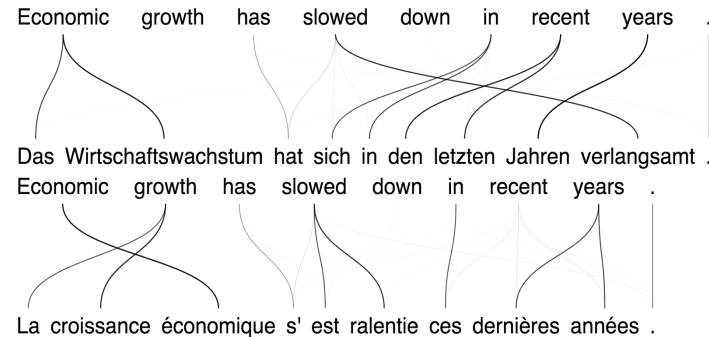 Economic growth has slowed down in recent years .
Das Wirtschaftswachstum hat sich in den letzten Jahren verlangsamt .
Economic growth has slowed down in recent years .
La croissance économique s' est ralentie ces dernières années .